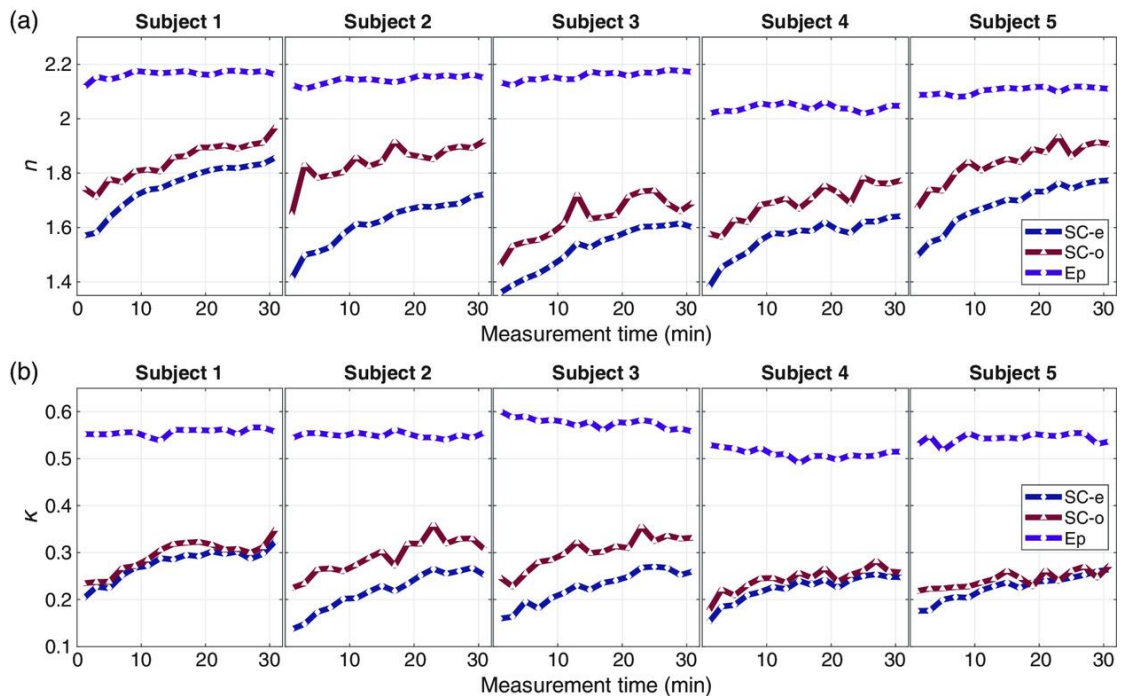 (a)
Subject 1 Subject 2 Subject 3 Subject 4 Subject 5
2.2
2
1.8
1.6
1.4
n
SC-e
SC-o
Ep
0 10 20 30 10 20 30 10 20 30 10 20 30 10 20 30
Measurement time (min)
(b)
Subject 1 Subject 2 Subject 3 Subject 4 Subject 5
0.6
0.5
0.4
0.3
0.2
0.1
κ
SC-e
SC-o
Ep
0 10 20 30 10 20 30 10 20 30 10 20 30 10 20 30
Measurement time (min)